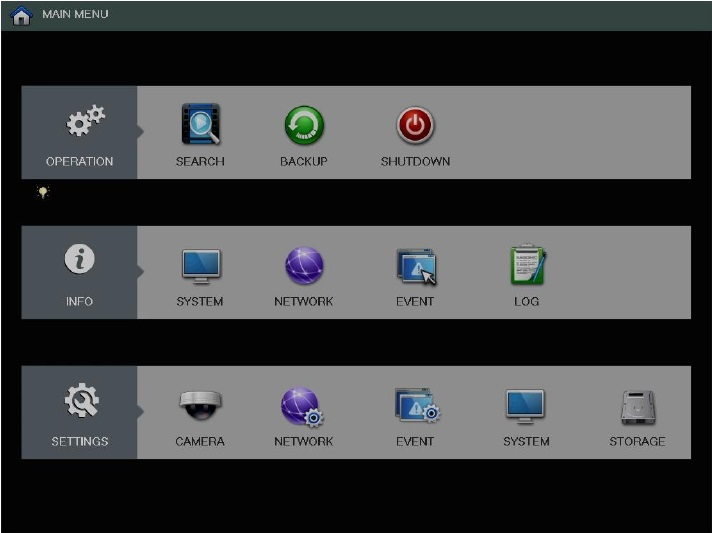 MAIN MENU
OPERATION SEARCH BACKUP SHUTDOWN
INFO SYSTEM NETWORK EVENT LOG
SETTINGS CAMERA NETWORK EVENT SYSTEM STORAGE